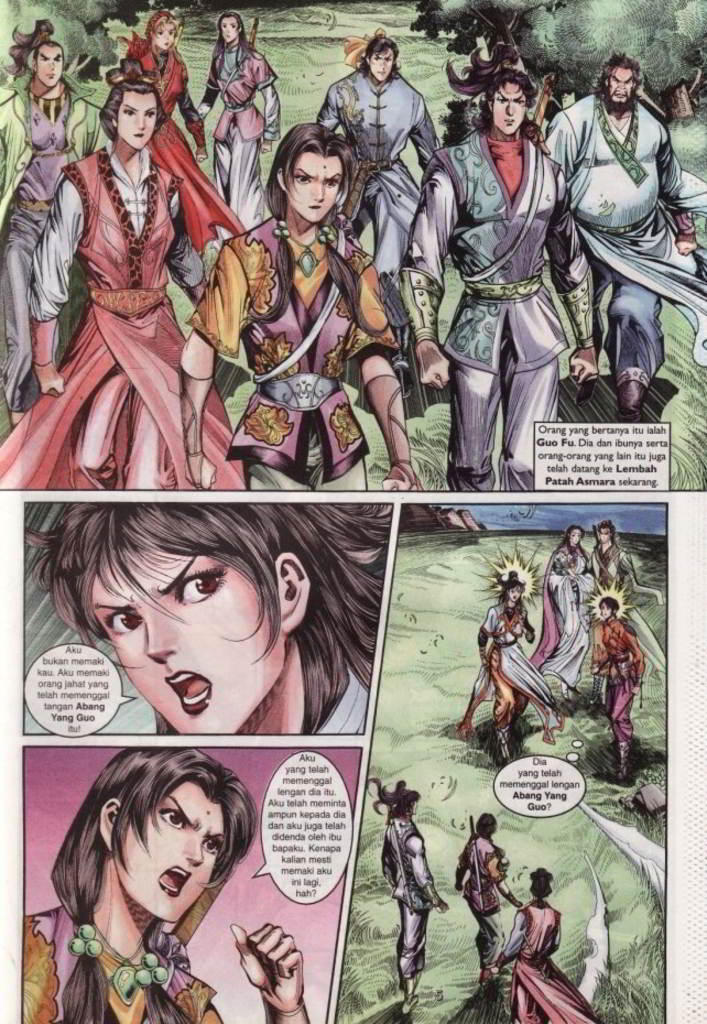 Orang yang bertanya itu ialah
Guo Fu. Dia dan ibunya serta
orang-orang yang lain itu juga
telah datang ke Lembah
Patah Asmara sekarang.
Aku
bukan memaki
kau. Aku memaki
orang jahat yang
telah memenggal
tangan Abang
Yang Guo
itu!
Dia
yang telah
memenggal lengan
Abang Yang
Guo?
Aku
yang telah
memenggal
lengan dia itu.
Aku telah meminta
ampun kepada dia
dan aku juga telah
didenda oleh ibu
bapaku. Kenapa
kalian mesti
memaki aku
ini lagi,
hah?